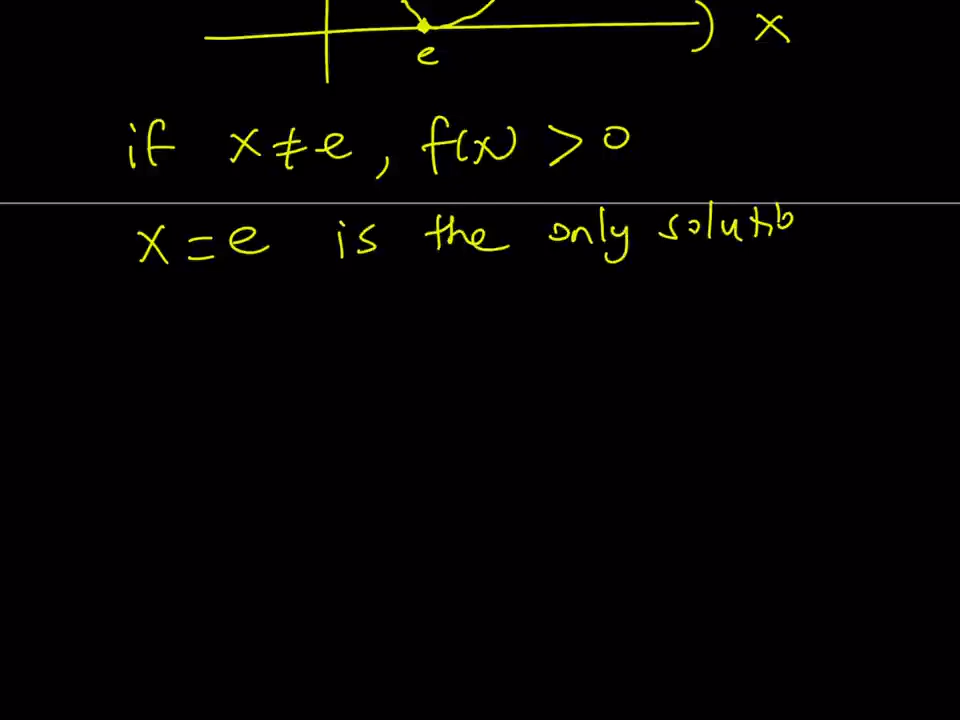 x
e
if x ≠ e, f(x) > 0
x = e is the only solutio